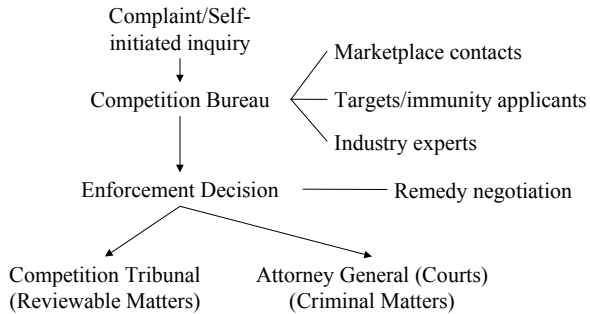 Complaint/Self-
initiated inquiry
Marketplace contacts
Competition Bureau
Targets/immunity applicants
Industry experts
Enforcement Decision
Remedy negotiation
Competition Tribunal
(Reviewable Matters)
Attorney General (Courts)
(Criminal Matters)